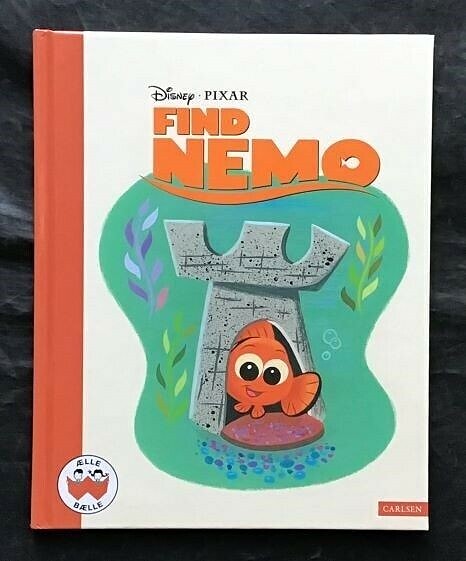 Disney · PIXAR
FIND
NEMO
ÆLLE
BÆLLE
CARLSEN